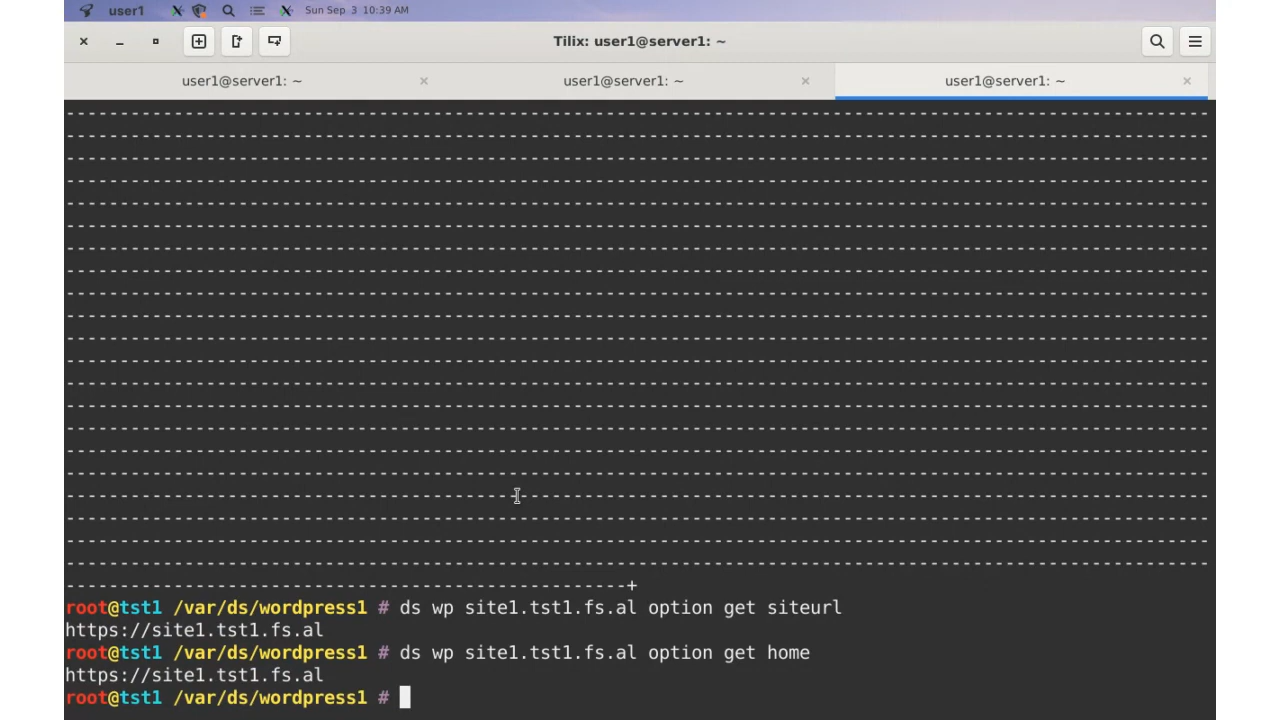 user1 Sun Sep 3 10:39 AM
Tilix: user1@server1: ~
user1@server1: ~ user1@server1: ~ user1@server1: ~
+
root@tst1 /var/ds/wordpress1 # ds wp site1.tst1.fs.al option get siteurl
https://site1.tst1.fs.al
root@tst1 /var/ds/wordpress1 # ds wp site1.tst1.fs.al option get home
https://site1.tst1.fs.al
root@tst1 /var/ds/wordpress1 #